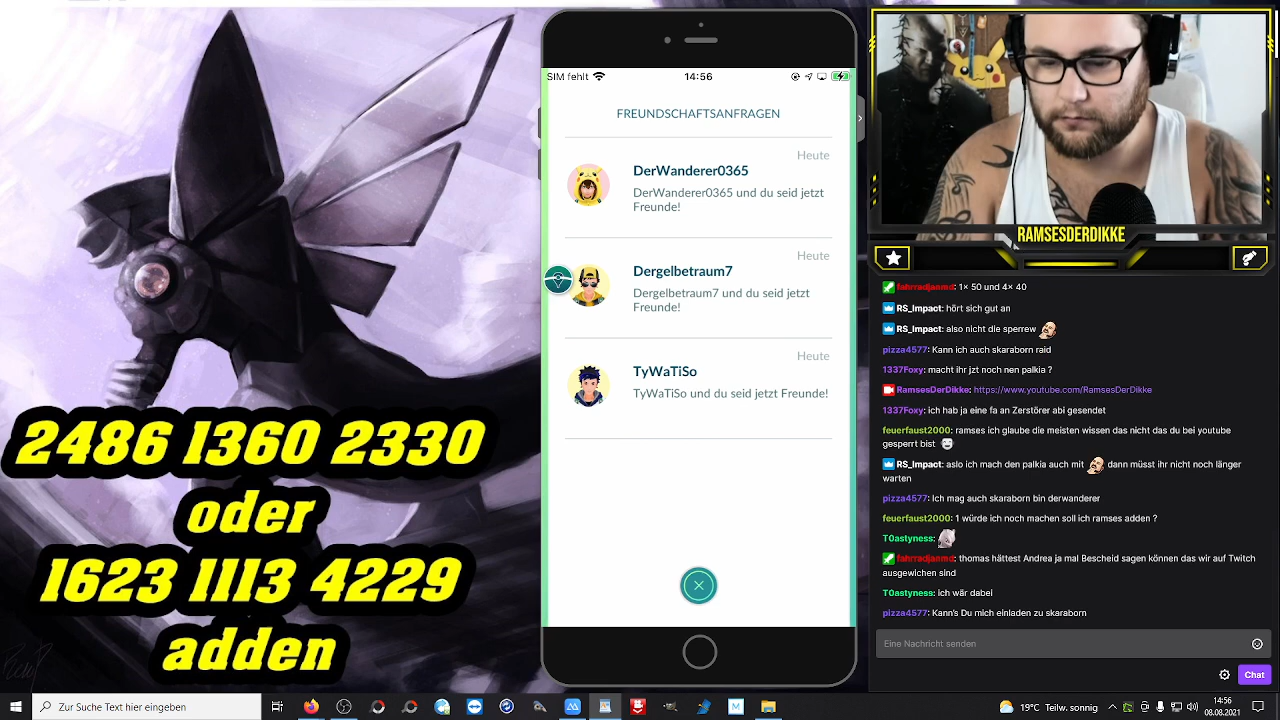 2486 1360 2330
oder
1623 1113 4229
adden
SIM fehlt
14:56
FREUNDSCHAFTSANFRAGEN
Heute
DerWanderer0365
DerWanderer0365 und du seid jetzt
Freunde!
Heute
Dergelbetraum7
Dergelbetraum7 und du seid jetzt
Freunde!
Heute
TyWaTiSo
TyWaTiSo und du seid jetzt Freunde!
RAMSESDERDIKKE
fahrradjanmd: 1x 50 und 4x 40
RS_Impact: hört sich gut an
RS_Impact: also nicht die sperrew
pizza4577: Kann ich auch skaraborn raid
1337Foxy: macht ihr jzt noch nen palkia ?
RamsesDerDikke: https://www.youtube.com/RamsesDerDikke
1337Foxy: ich hab ja eine fa an Zerstörer abi gesendet
feuerfaust2000: ramses ich glaube die meisten wissen das nicht das du bei youtube
gesperrt bist
RS_Impact: aslo ich mach den palkia auch mit dann müsst ihr nicht noch länger
warten
pizza4577: Ich mag auch skaraborn bin derwanderer
feuerfaust2000: 1 würde ich noch machen soll ich ramses adden ?
T0astyness:
fahrradjanmd: thomas hättest Andrea ja mal Bescheid sagen können das wir auf Twitch
ausgewichen sind
T0astyness: ich wär dabei
pizza4577: Kann's Du mich einladen zu skaraborn
Eine Nachricht senden
Chat
Zur Suche Text hier eingeben
19°C Teilw. sonnig
14:56
08.08.2021